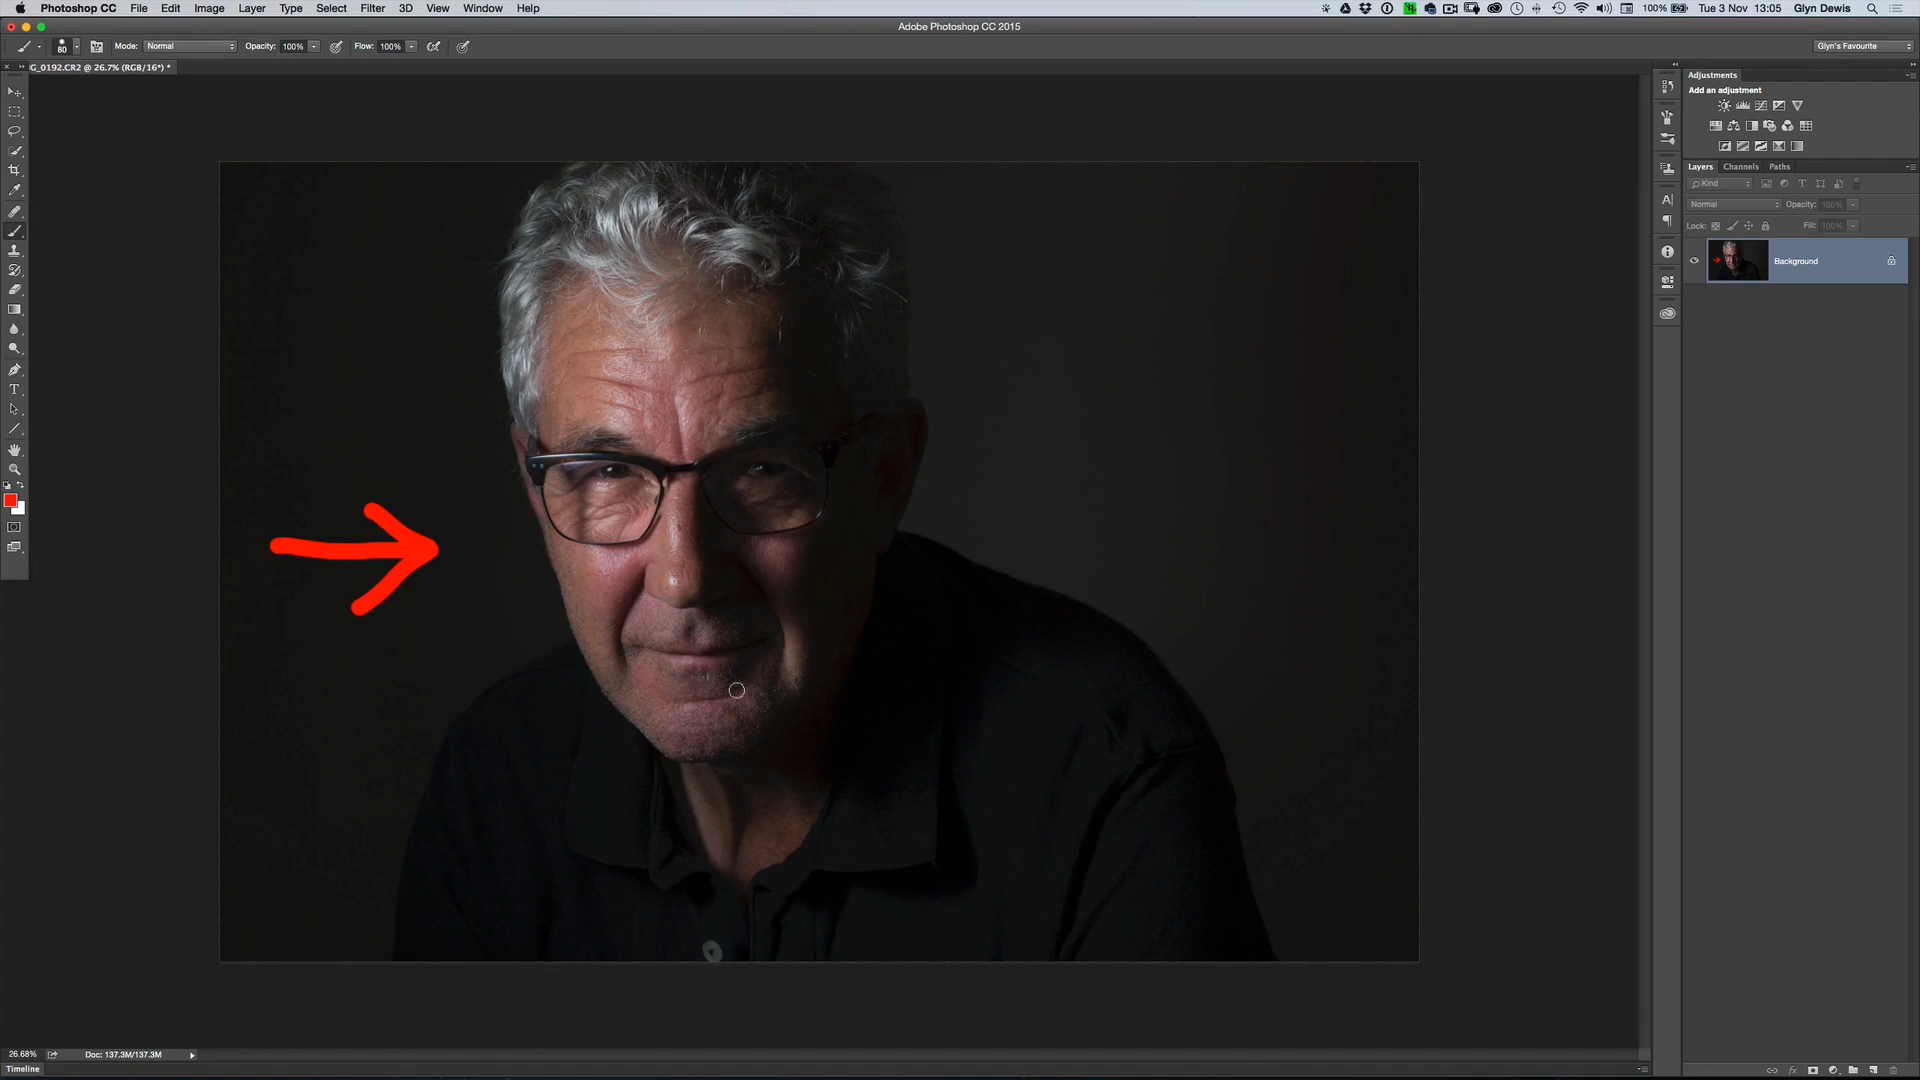 Photoshop CC File Edit Image Layer Type Select Filter 3D View Window Help 100% Tue 3 Nov 13:05 Glyn Dewis
Adobe Photoshop CC 2015
80 Mode: Normal Opacity: 100% Flow: 100% Glyn's Favourite
G_0192.CR2 @ 26.7% (RGB/16*) *
Adjustments
Add an adjustment
Layers Channels Paths
Kind
Normal Opacity: 100%
Lock: Fill: 100%
Background
26.68% Doc: 137.3M/137.3M
Timeline